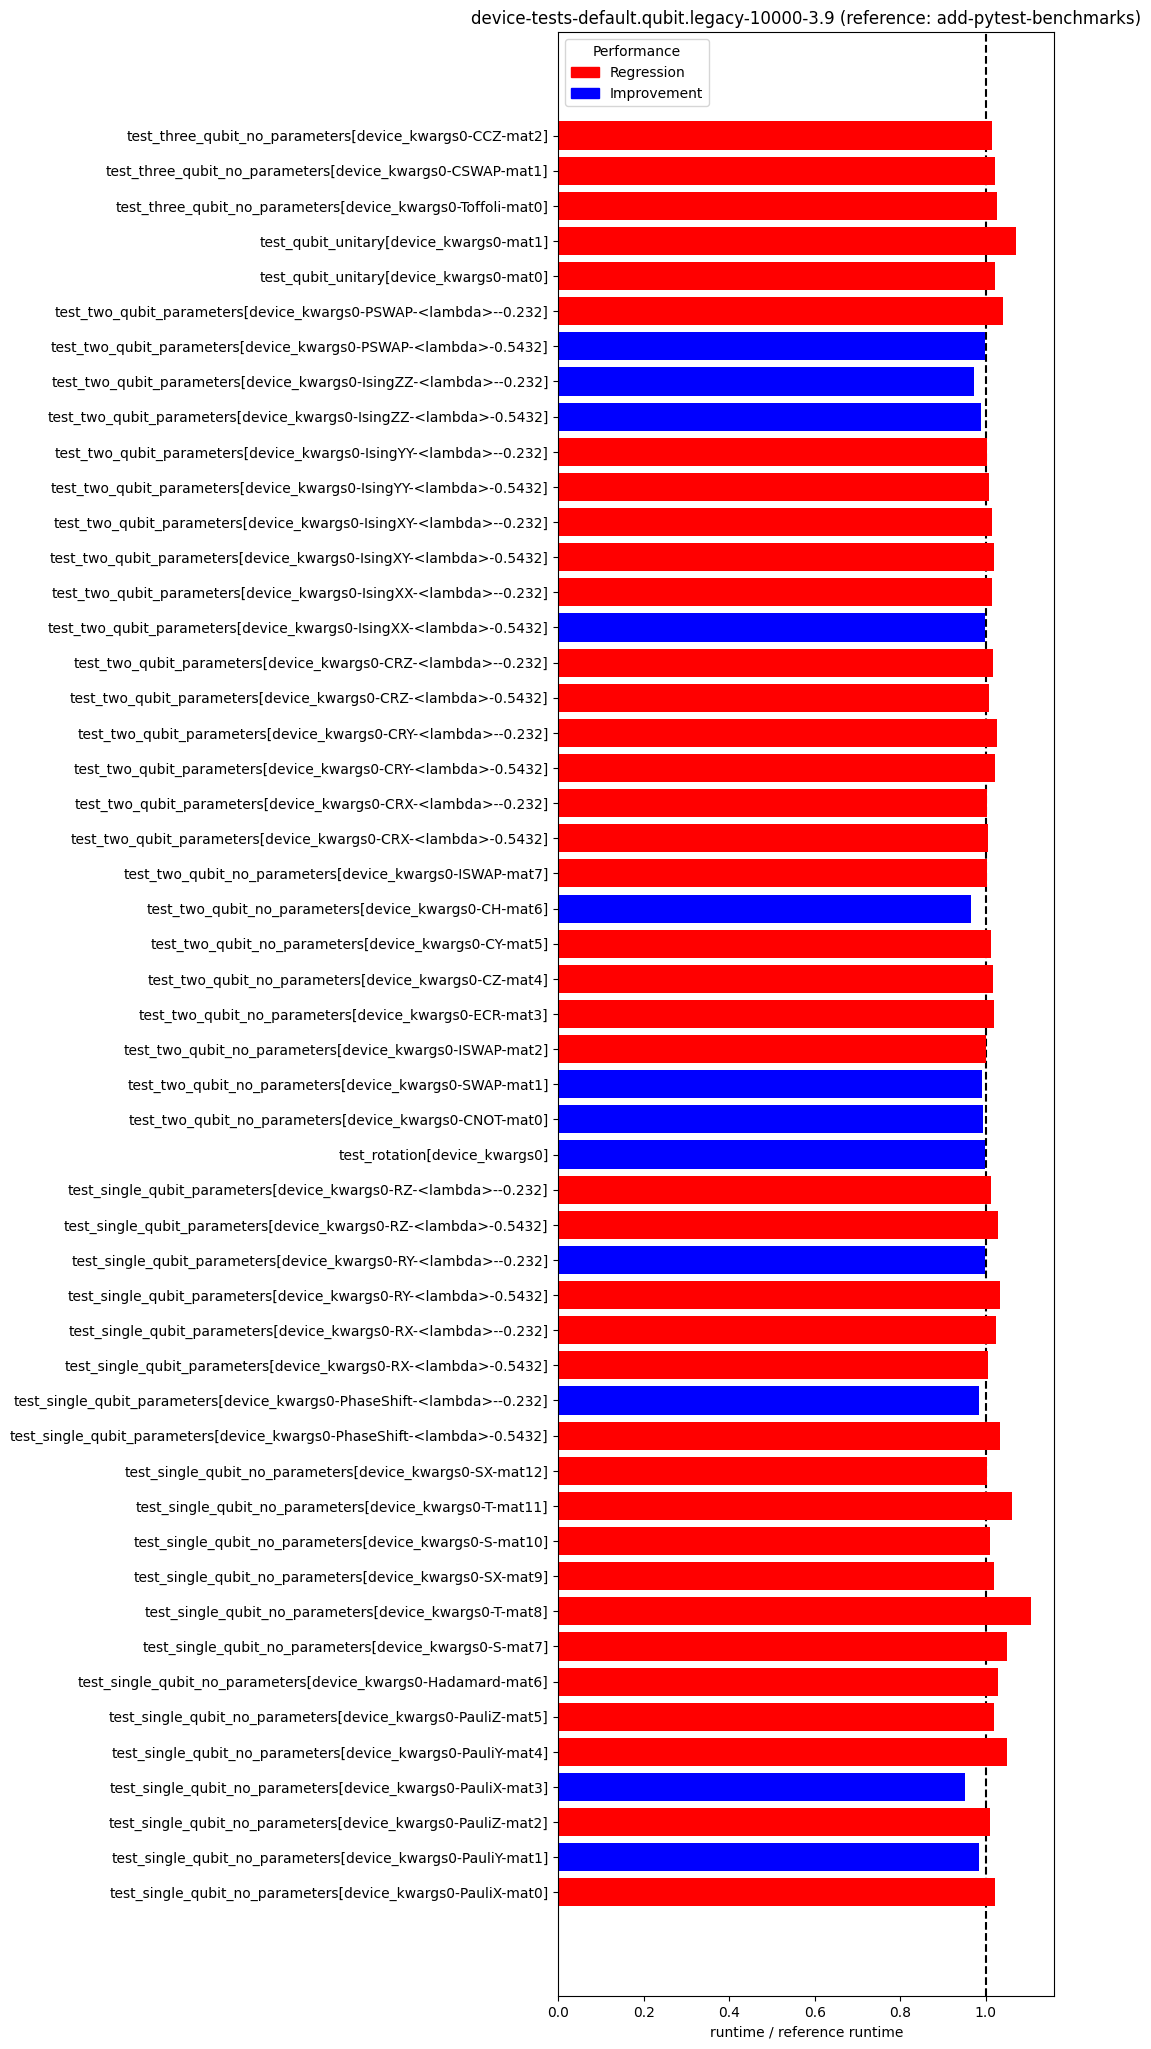 device-tests-default.qubit.legacy-10000-3.9 (reference: add-pytest-benchmarks)
Performance
Regression
Improvement
test_three_qubit_no_parameters[device_kwargs0-CCZ-mat2]
test_three_qubit_no_parameters[device_kwargs0-CSWAP-mat1]
test_three_qubit_no_parameters[device_kwargs0-Toffoli-mat0]
test_qubit_unitary[device_kwargs0-mat1]
test_qubit_unitary[device_kwargs0-mat0]
test_two_qubit_parameters[device_kwargs0-PSWAP-<lambda>--0.232]
test_two_qubit_parameters[device_kwargs0-PSWAP-<lambda>-0.5432]
test_two_qubit_parameters[device_kwargs0-IsingZZ-<lambda>--0.232]
test_two_qubit_parameters[device_kwargs0-IsingZZ-<lambda>-0.5432]
test_two_qubit_parameters[device_kwargs0-IsingYY-<lambda>--0.232]
test_two_qubit_parameters[device_kwargs0-IsingYY-<lambda>-0.5432]
test_two_qubit_parameters[device_kwargs0-IsingXY-<lambda>--0.232]
test_two_qubit_parameters[device_kwargs0-IsingXY-<lambda>-0.5432]
test_two_qubit_parameters[device_kwargs0-IsingXX-<lambda>--0.232]
test_two_qubit_parameters[device_kwargs0-IsingXX-<lambda>-0.5432]
test_two_qubit_parameters[device_kwargs0-CRZ-<lambda>--0.232]
test_two_qubit_parameters[device_kwargs0-CRZ-<lambda>-0.5432]
test_two_qubit_parameters[device_kwargs0-CRY-<lambda>--0.232]
test_two_qubit_parameters[device_kwargs0-CRY-<lambda>-0.5432]
test_two_qubit_parameters[device_kwargs0-CRX-<lambda>--0.232]
test_two_qubit_parameters[device_kwargs0-CRX-<lambda>-0.5432]
test_two_qubit_no_parameters[device_kwargs0-ISWAP-mat7]
test_two_qubit_no_parameters[device_kwargs0-CH-mat6]
test_two_qubit_no_parameters[device_kwargs0-CY-mat5]
test_two_qubit_no_parameters[device_kwargs0-CZ-mat4]
test_two_qubit_no_parameters[device_kwargs0-ECR-mat3]
test_two_qubit_no_parameters[device_kwargs0-ISWAP-mat2]
test_two_qubit_no_parameters[device_kwargs0-SWAP-mat1]
test_two_qubit_no_parameters[device_kwargs0-CNOT-mat0]
test_rotation[device_kwargs0]
test_single_qubit_parameters[device_kwargs0-RZ-<lambda>--0.232]
test_single_qubit_parameters[device_kwargs0-RZ-<lambda>-0.5432]
test_single_qubit_parameters[device_kwargs0-RY-<lambda>--0.232]
test_single_qubit_parameters[device_kwargs0-RY-<lambda>-0.5432]
test_single_qubit_parameters[device_kwargs0-RX-<lambda>--0.232]
test_single_qubit_parameters[device_kwargs0-RX-<lambda>-0.5432]
test_single_qubit_parameters[device_kwargs0-PhaseShift-<lambda>--0.232]
test_single_qubit_parameters[device_kwargs0-PhaseShift-<lambda>-0.5432]
test_single_qubit_no_parameters[device_kwargs0-SX-mat12]
test_single_qubit_no_parameters[device_kwargs0-T-mat11]
test_single_qubit_no_parameters[device_kwargs0-S-mat10]
test_single_qubit_no_parameters[device_kwargs0-SX-mat9]
test_single_qubit_no_parameters[device_kwargs0-T-mat8]
test_single_qubit_no_parameters[device_kwargs0-S-mat7]
test_single_qubit_no_parameters[device_kwargs0-Hadamard-mat6]
test_single_qubit_no_parameters[device_kwargs0-PauliZ-mat5]
test_single_qubit_no_parameters[device_kwargs0-PauliY-mat4]
test_single_qubit_no_parameters[device_kwargs0-PauliX-mat3]
test_single_qubit_no_parameters[device_kwargs0-PauliZ-mat2]
test_single_qubit_no_parameters[device_kwargs0-PauliY-mat1]
test_single_qubit_no_parameters[device_kwargs0-PauliX-mat0]
0.0 0.2 0.4 0.6 0.8 1.0
runtime / reference runtime